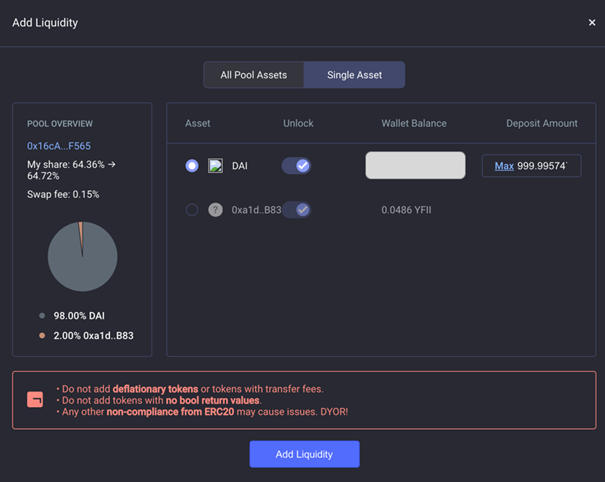 Add Liquidity
×
All Pool Assets Single Asset
POOL OVERVIEW
0x16cA...F565
My share: 64.36% →
64.72%
Swap fee: 0.15%
98.00% DAI
2.00% 0xa1d..B83
Asset Unlock Wallet Balance Deposit Amount
DAI Max 999.99574
? 0xa1d..B83 0.0486 YFII
• Do not add deflationary tokens or tokens with transfer fees.
• Do not add tokens with no bool return values.
• Any other non-compliance from ERC20 may cause issues. DYOR!
Add Liquidity